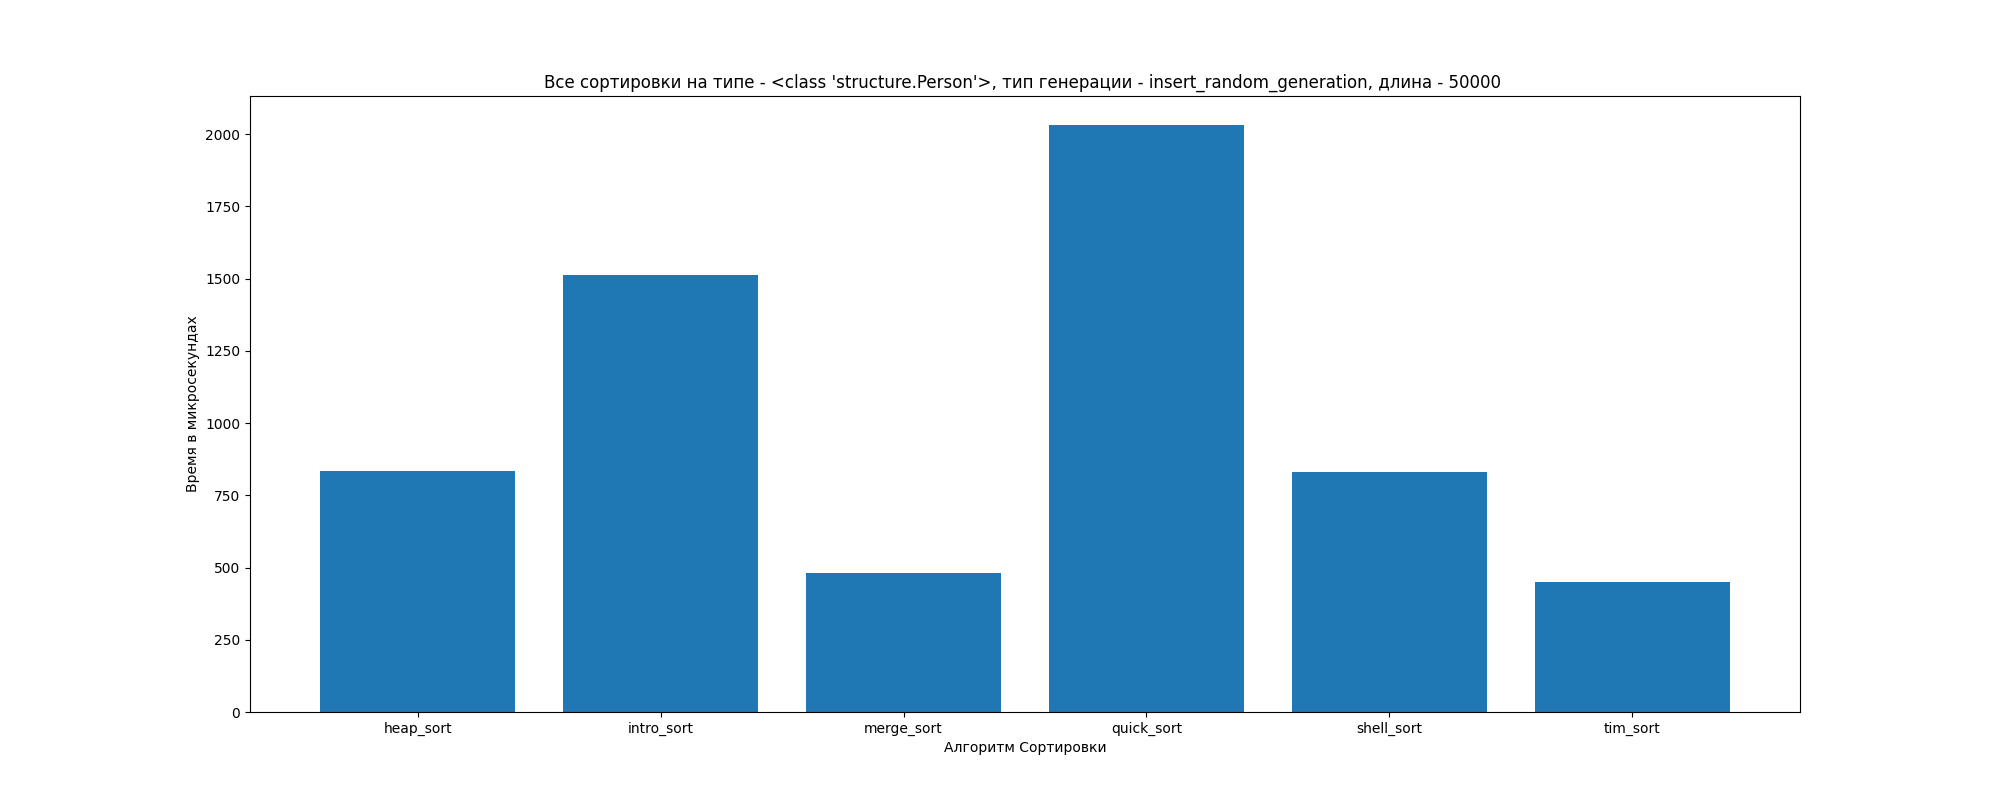 Все сортировки на типе - <class 'structure.Person'>, тип генерации - insert_random_generation, длина - 50000
Время в микросекундах
2000
1750
1500
1250
1000
750
500
250
0
heap_sort intro_sort merge_sort quick_sort shell_sort tim_sort
Алгоритм Сортировки